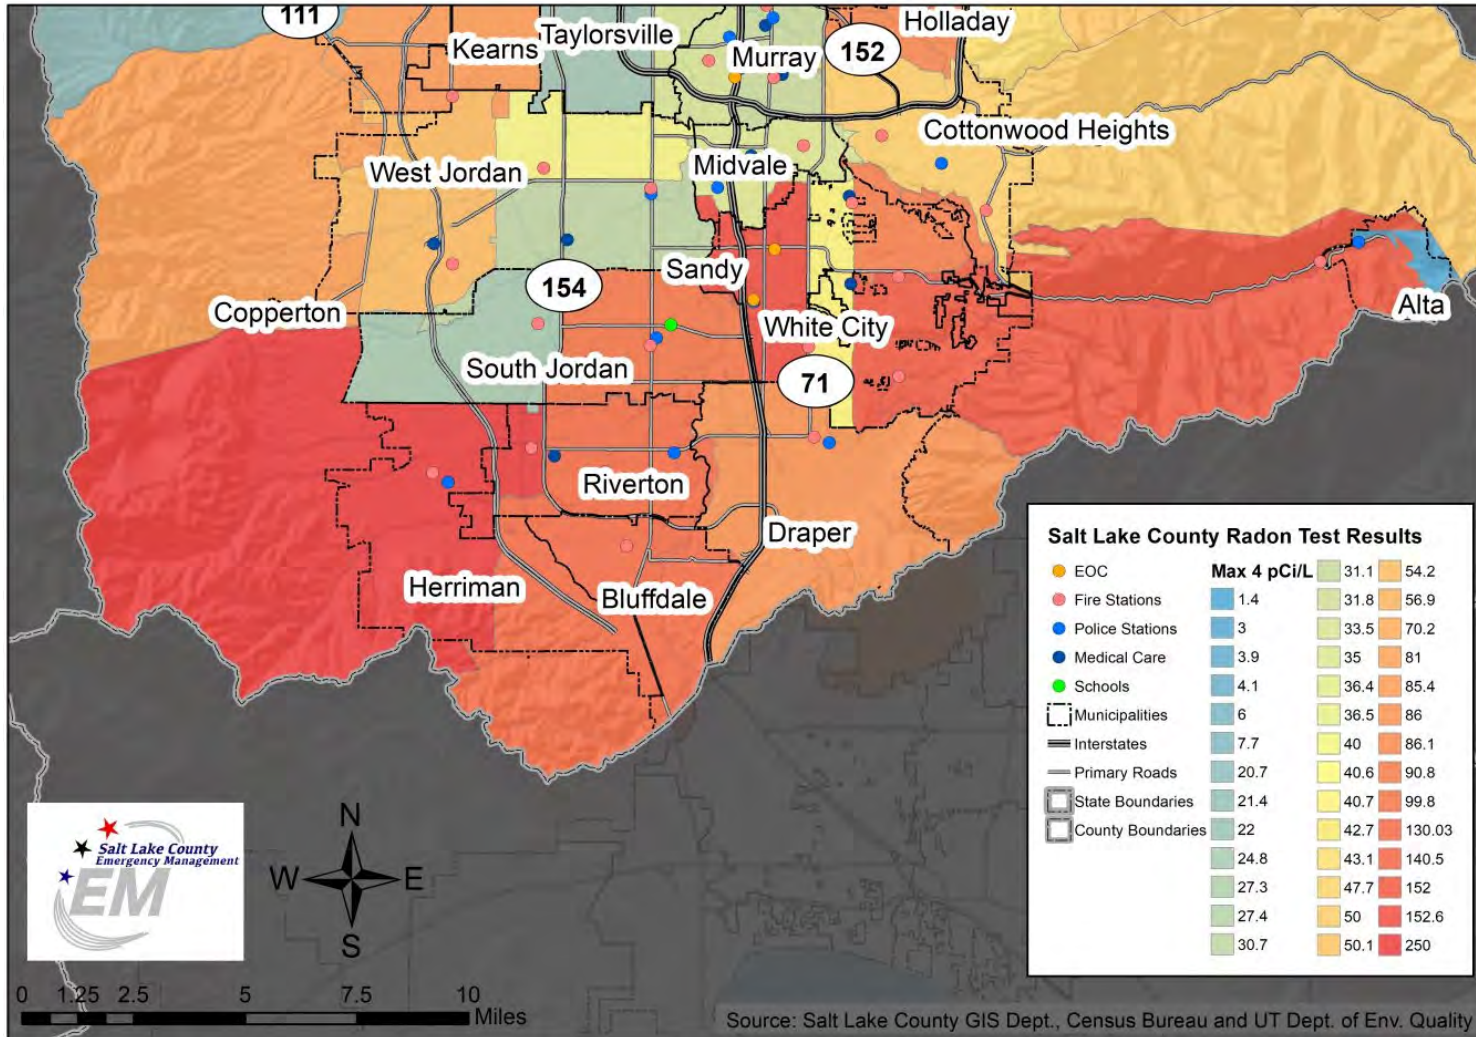 111
Kearns
Taylorsville
Murray
152
Holladay
Cottonwood Heights
West Jordan
Midvale
154
Sandy
Copperton
White City
Alta
South Jordan
71
Riverton
Draper
Herriman
Bluffdale
Salt Lake County Radon Test Results
EOC
Fire Stations
Police Stations
Medical Care
Schools
Municipalities
Interstates
Primary Roads
State Boundaries
County Boundaries
Max 4 pCi/L
1.4
3
3.9
4.1
6
7.7
20.7
21.4
22
24.8
27.3
27.4
30.7
31.1
31.8
33.5
35
36.4
36.5
40
40.6
40.7
42.7
43.1
47.7
50
50.1
54.2
56.9
70.2
81
85.4
86
86.1
90.8
99.8
130.03
140.5
152
152.6
250
Salt Lake County
Emergency Management
EM
N
W E
S
0 1.25 2.5 5 7.5 10
Miles
Source: Salt Lake County GIS Dept., Census Bureau and UT Dept. of Env. Quality